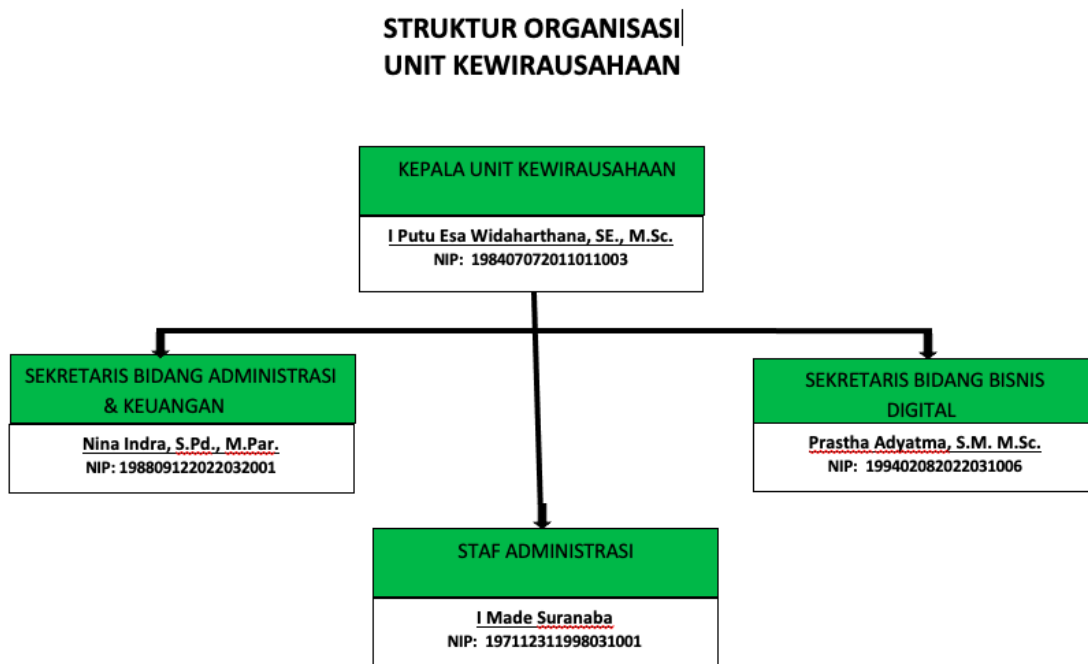 STRUKTUR ORGANISASI
UNIT KEWIRAUSAHAAN
KEPALA UNIT KEWIRAUSAHAAN
I Putu Esa Widaharthana, SE., M.Sc.
NIP: 198407072011011003
SEKRETARIS BIDANG ADMINISTRASI
& KEUANGAN
Nina Indra, S.Pd., M.Par.
NIP: 198809122022032001
SEKRETARIS BIDANG BISNIS
DIGITAL
Prastha Adyatma, S.M. M.Sc.
NIP: 199402082022031006
STAF ADMINISTRASI
I Made Suranaba
NIP: 197112311998031001